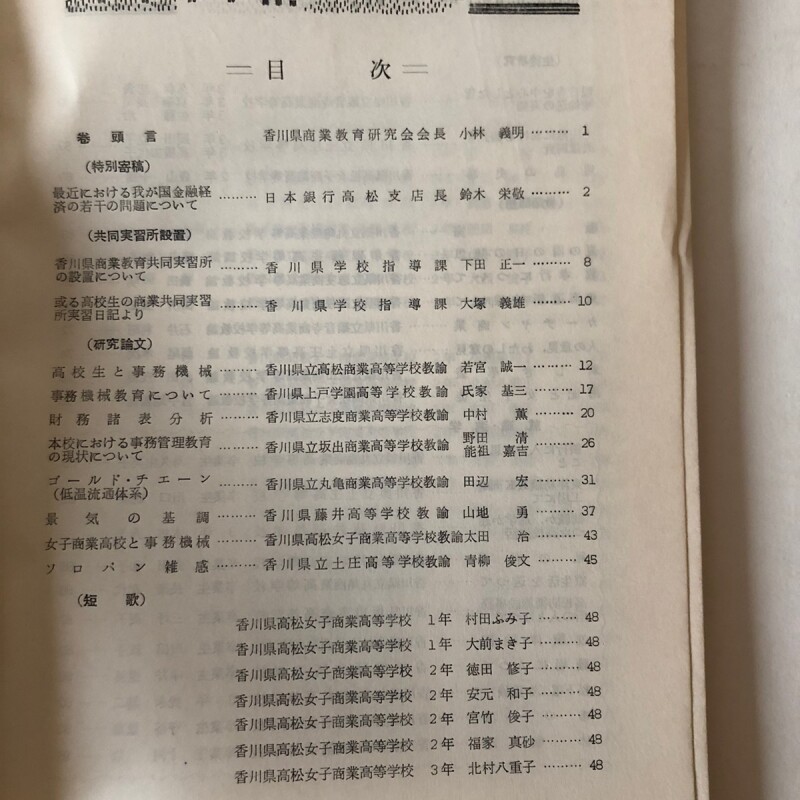 ＝目　次＝
巻頭言　香川県商業教育研究会会長　小林　義明………1
（特別寄稿）
最近における我が国金融経
済の若干の問題について………日本銀行高松支店長　鈴木　栄敬………2
（共同実習所設置）
香川県商業教育共同実習所
の設置について………香川県学校指導課　下田　正一………8
或る高校生の商業共同実習
所実習日記より………香川県学校指導課　大塚　義雄………10
（研究論文）
高校生と事務機械………香川県立高松商業高等学校教諭　若宮　誠一………12
事務機械教育について………香川県上戸学園高等学校教諭　氏家　基三………17
財務諸表分析………香川県立志度商業高等学校教諭　中村　薫………20
本校における事務管理教育
の現状について………香川県立坂出商業高等学校教諭　野田　清
能祖　嘉吉………26
ゴールド・チエーン
（低温流通体系）………香川県立丸亀商業高等学校教諭　田辺　宏………31
景気の基調………香川県藤井高等学校教諭　山地　勇………37
女子商業高校と事務機械………香川県高松女子商業高等学校教諭　太田　治………43
ソロバン雑感………香川県立土庄高等学校教諭　青柳　俊文………45
（短歌）
香川県高松女子商業高等学校　1年　村田ふみ子………48
香川県高松女子商業高等学校　1年　大前まき子………48
香川県高松女子商業高等学校　2年　徳田　修子………48
香川県高松女子商業高等学校　2年　安元　和子………48
香川県高松女子商業高等学校　2年　宮竹　俊子………48
香川県高松女子商業高等学校　2年　福家　真砂………48
香川県高松女子商業高等学校　3年　北村八重子………48